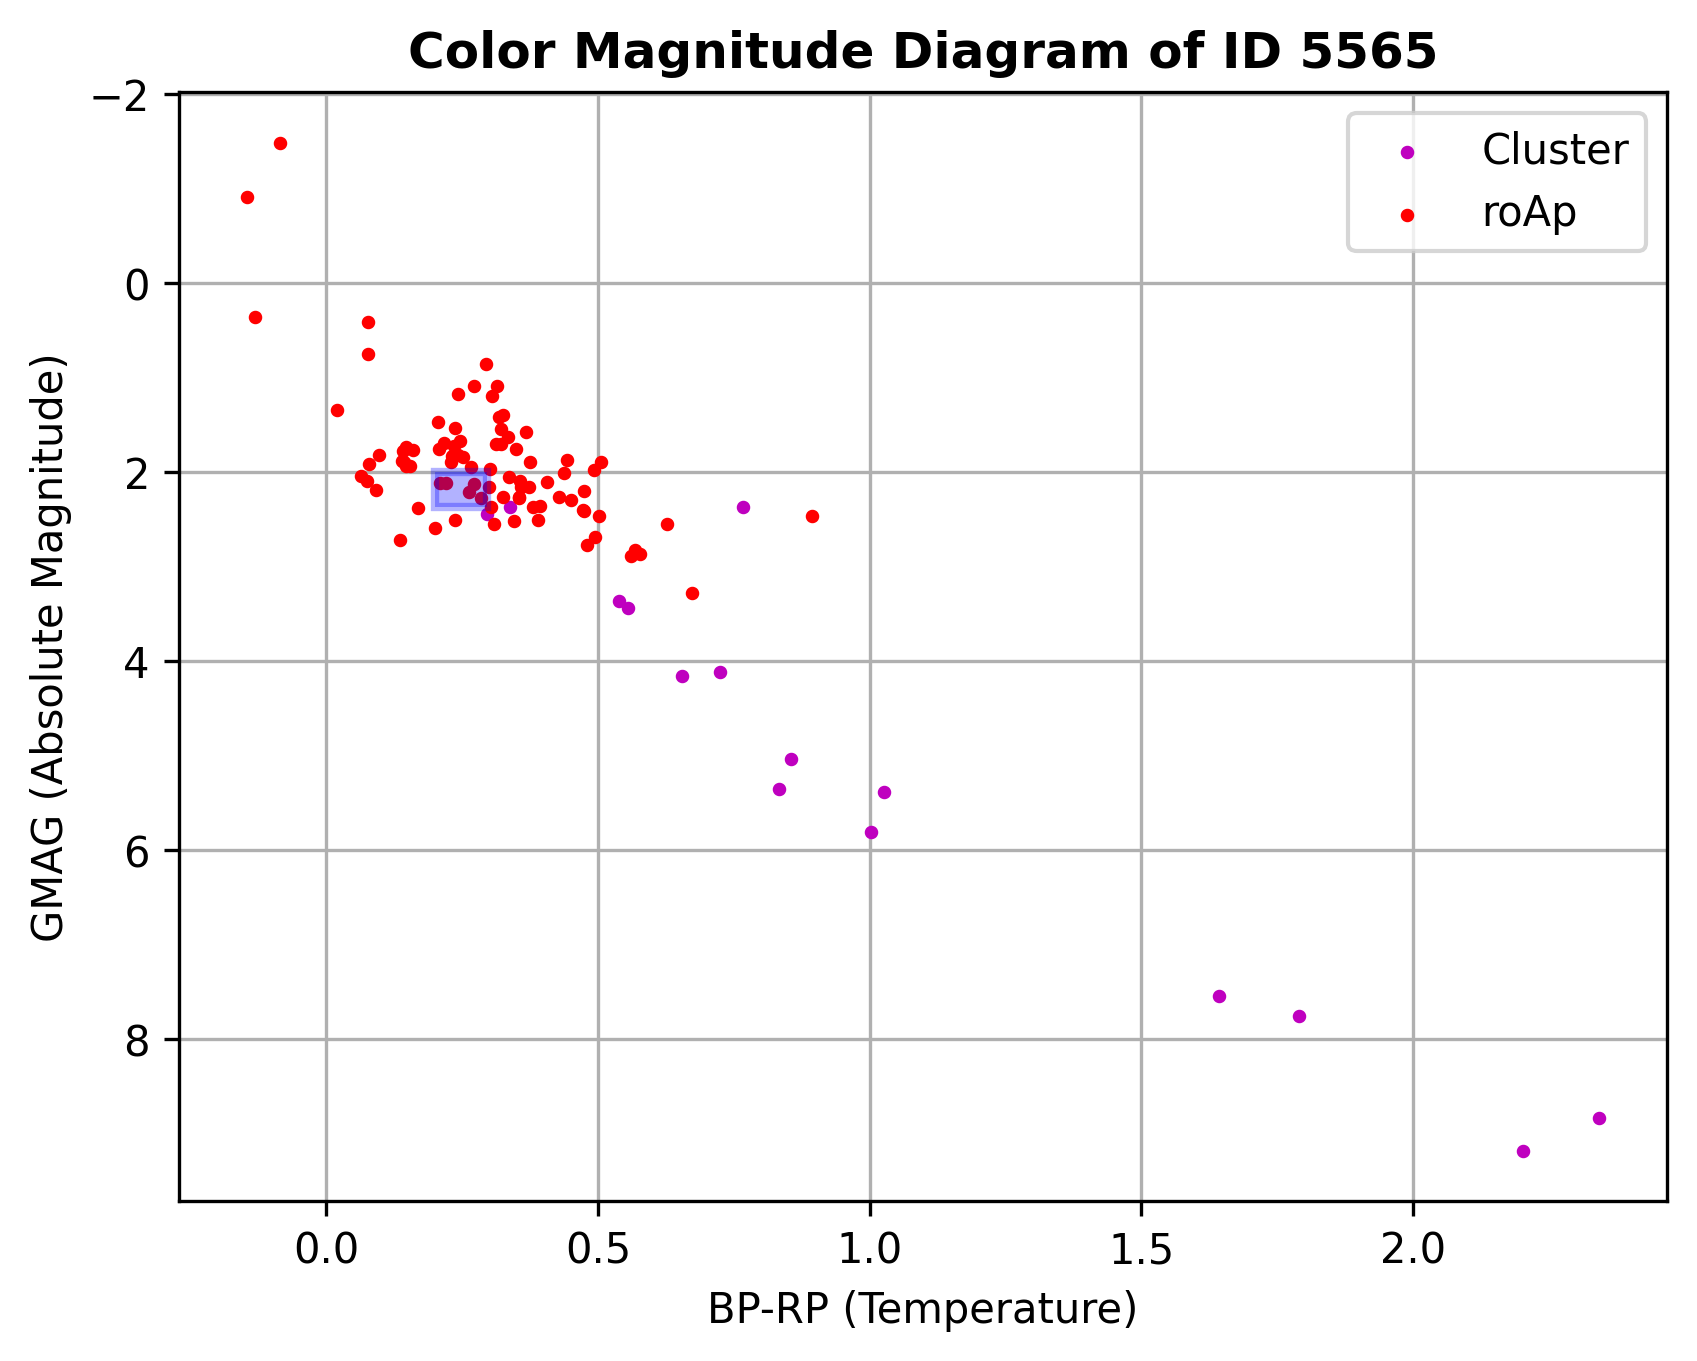 Color Magnitude Diagram of ID 5565
Cluster
roAp
GMAG (Absolute Magnitude)
−2
0
2
4
6
8
0.0 0.5 1.0 1.5 2.0
BP-RP (Temperature)